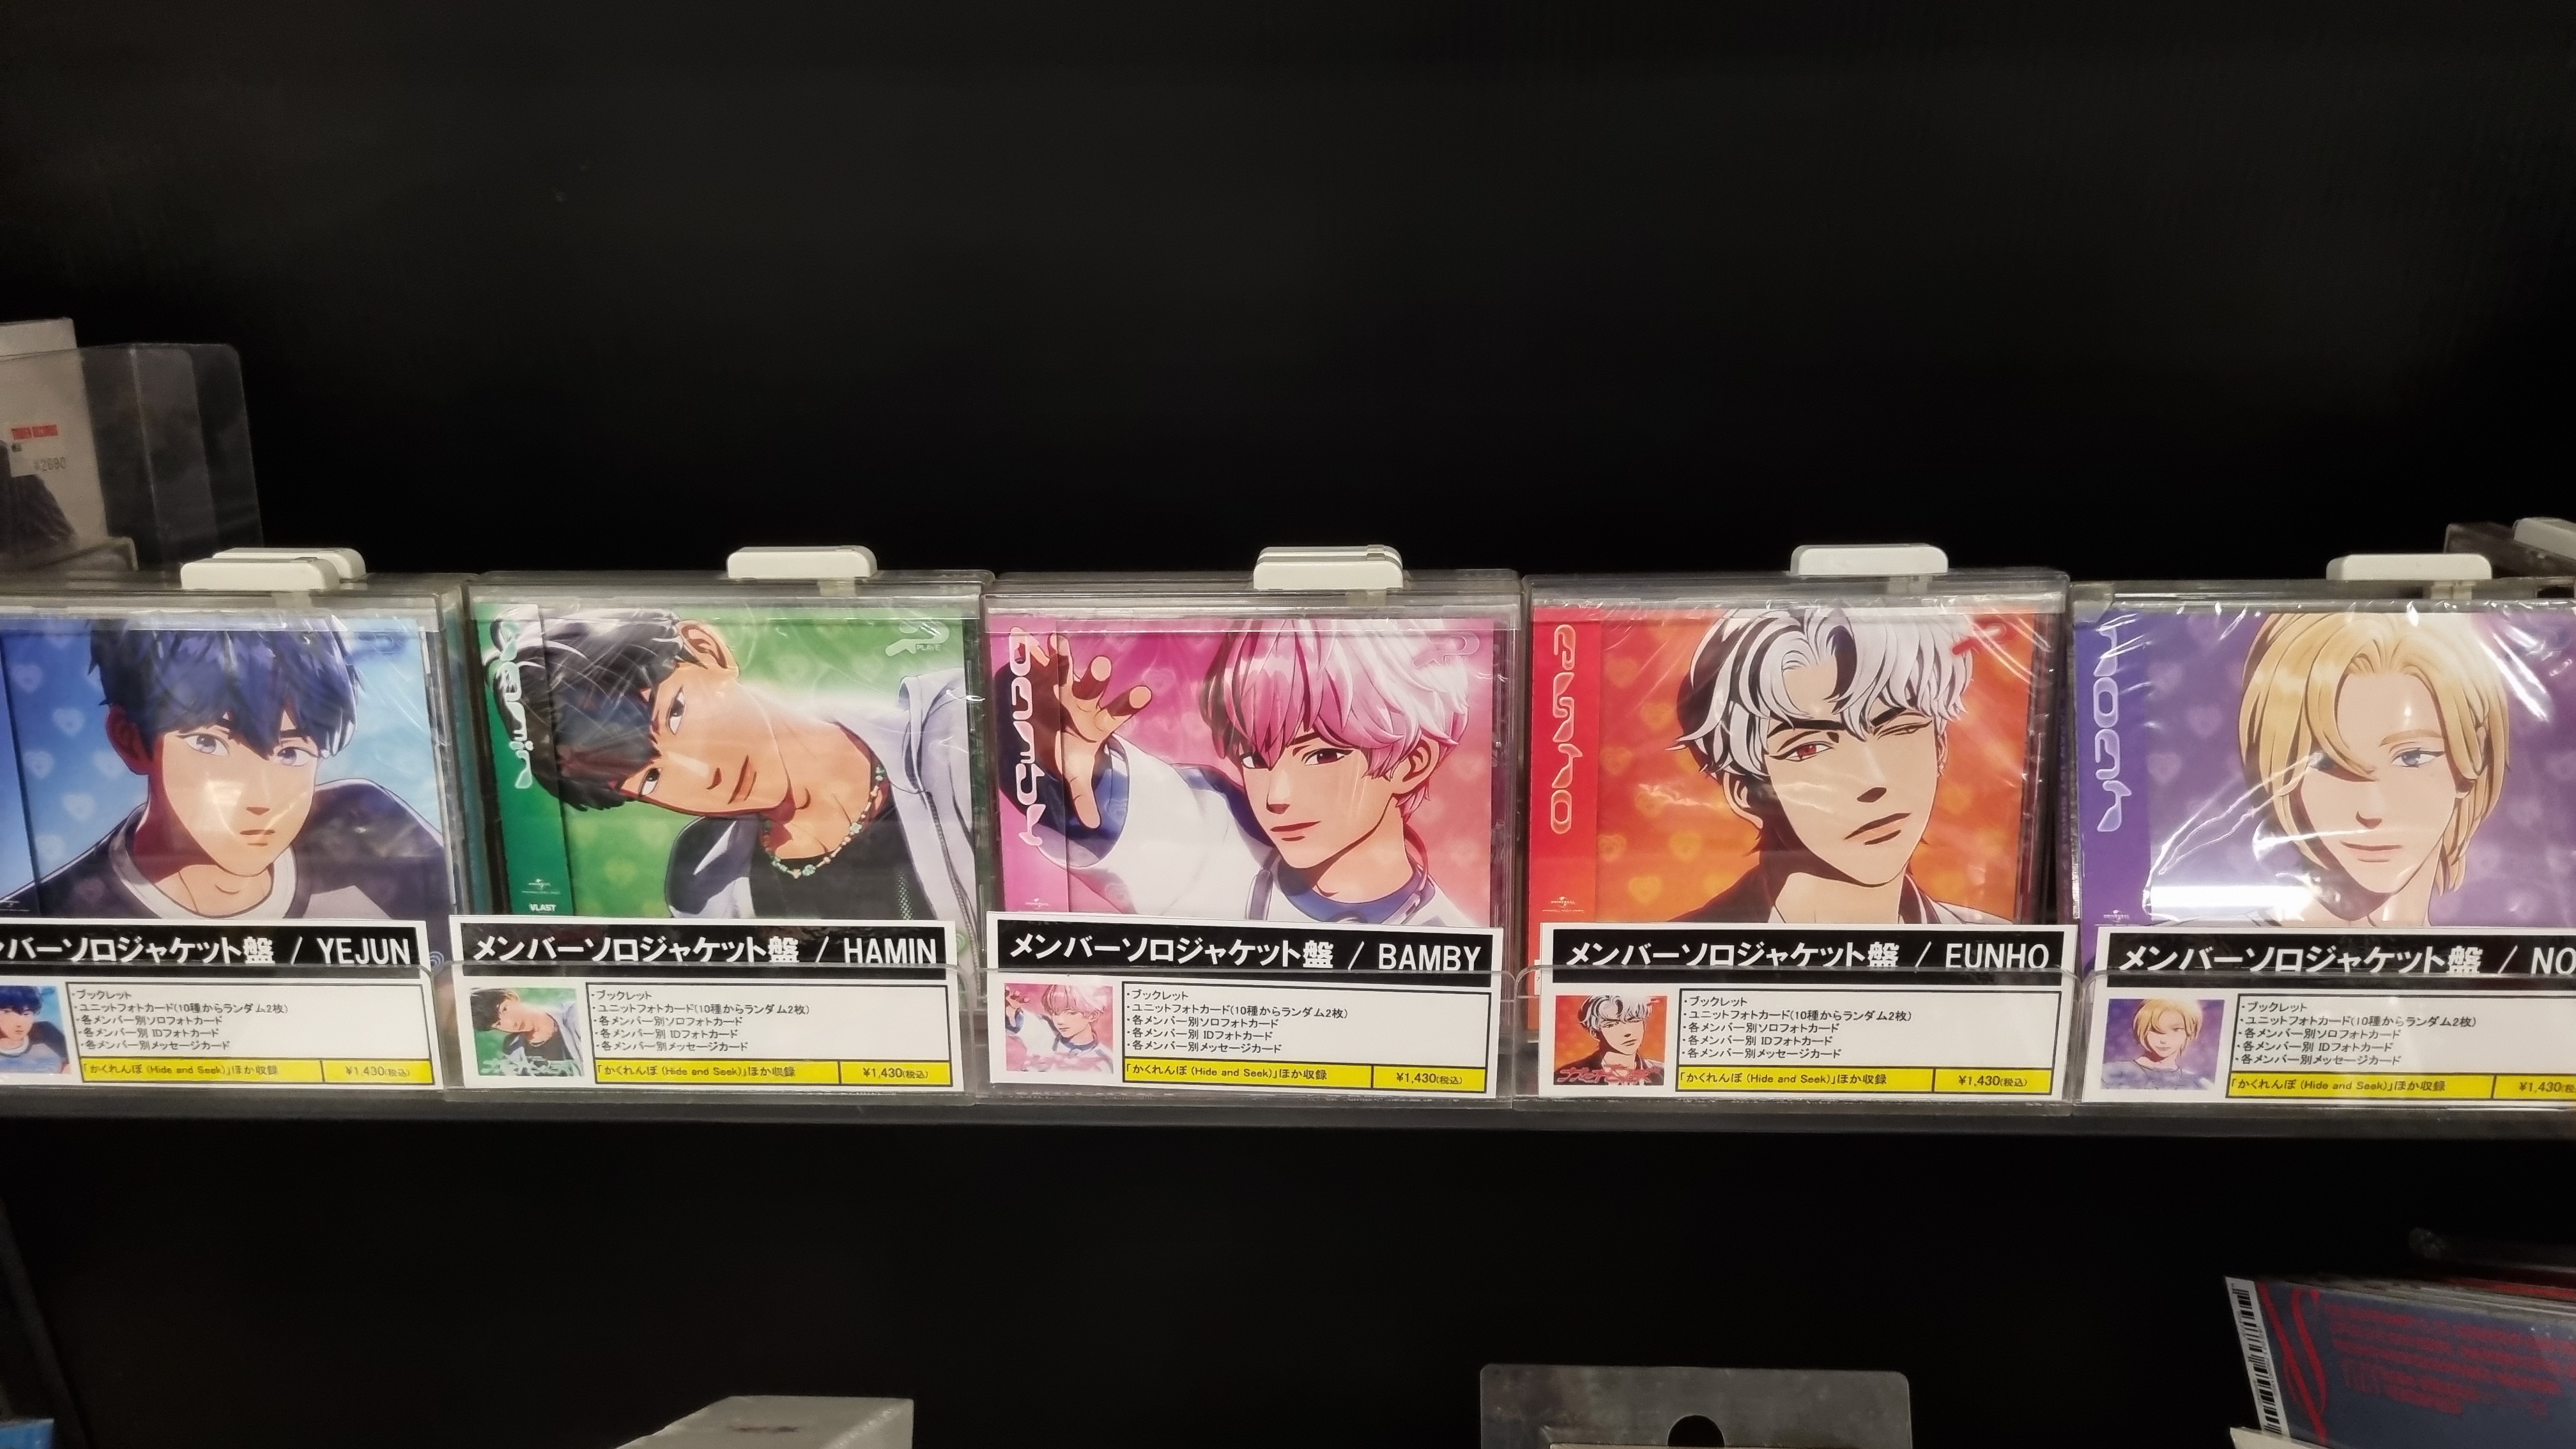 TOWER RECORDS
¥2690
PLAVE
VLAST
ンバーソロジャケット盤 / YEJUN
・ブックレット
・ユニットフォトカード(10種からランダム2枚)
・各メンバー別ソロフォトカード
・各メンバー別 IDフォトカード
・各メンバー別メッセージカード
「かくれんぼ (Hide and Seek)」ほか収録 ¥1,430(税込)
メンバーソロジャケット盤 / HAMIN
・ブックレット
・ユニットフォトカード(10種からランダム2枚)
・各メンバー別ソロフォトカード
・各メンバー別 IDフォトカード
・各メンバー別メッセージカード
「かくれんぼ (Hide and Seek)」ほか収録 ¥1,430(税込)
メンバーソロジャケット盤 / BAMBY
・ブックレット
・ユニットフォトカード(10種からランダム2枚)
・各メンバー別ソロフォトカード
・各メンバー別 IDフォトカード
・各メンバー別メッセージカード
「かくれんぼ (Hide and Seek)」ほか収録 ¥1,430(税込)
メンバーソロジャケット盤 / EUNHO
・ブックレット
・ユニットフォトカード(10種からランダム2枚)
・各メンバー別ソロフォトカード
・各メンバー別 IDフォトカード
・各メンバー別メッセージカード
「かくれんぼ (Hide and Seek)」ほか収録 ¥1,430(税込)
メンバーソロジャケット盤 / NO
・ブックレット
・ユニットフォトカード(10種からランダム2枚)
・各メンバー別ソロフォトカード
・各メンバー別 IDフォトカード
・各メンバー別メッセージカード
「かくれんぼ (Hide and Seek)」ほか収録 ¥1,430(税